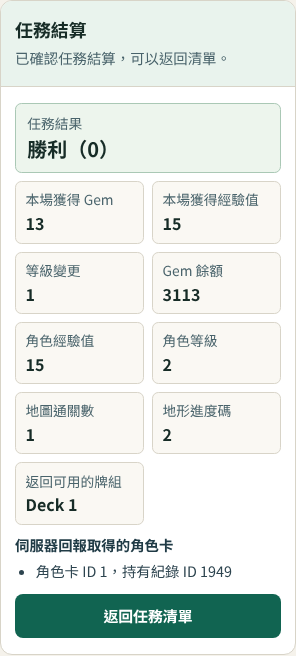 任務結算
已確認任務結算，可以返回清單。
任務結果
勝利（0）
本場獲得 Gem
13
本場獲得經驗值
15
等級變更
1
Gem 餘額
3113
角色經驗值
15
角色等級
2
地圖通關數
1
地形進度碼
2
返回可用的牌組
Deck 1
伺服器回報取得的角色卡
• 角色卡 ID 1，持有紀錄 ID 1949
返回任務清單